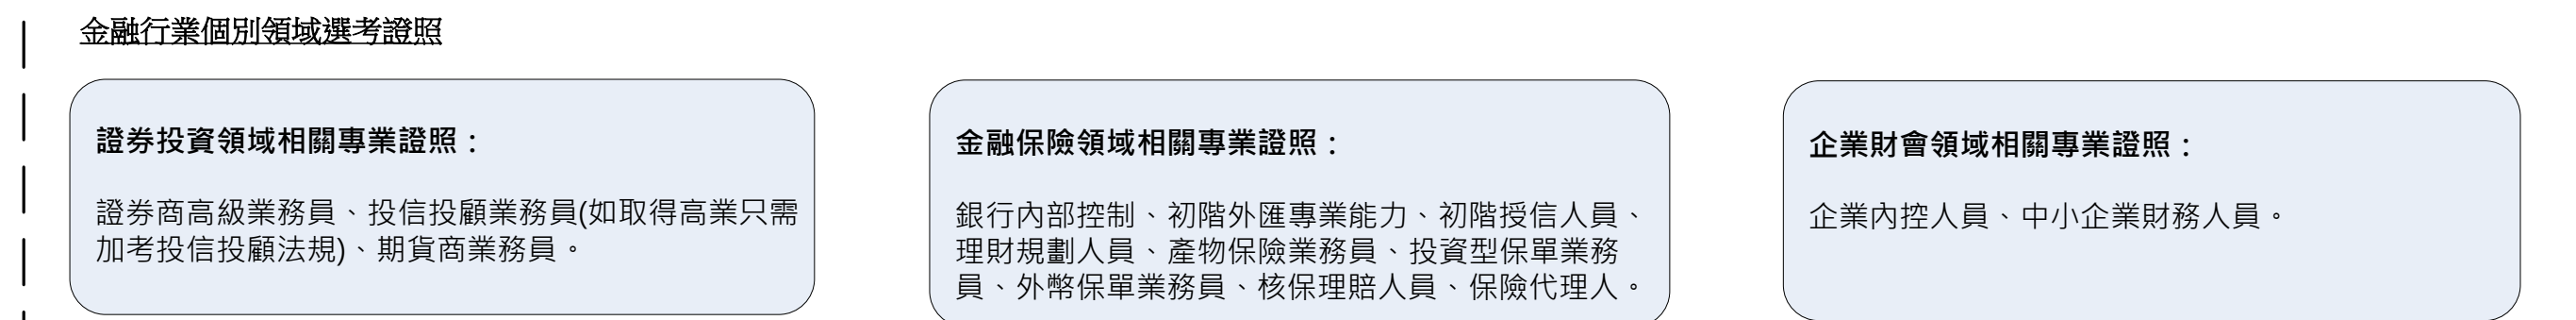 金融行業個別領域選考證照
證券投資領域相關專業證照：
證券商高級業務員、投信投顧業務員(如取得高業只需
加考投信投顧法規)、期貨商業務員。
金融保險領域相關專業證照：
銀行內部控制、初階外匯專業能力、初階授信人員、
理財規劃人員、產物保險業務員、投資型保單業務
員、外幣保單業務員、核保理賠人員、保險代理人。
企業財會領域相關專業證照：
企業內控人員、中小企業財務人員。